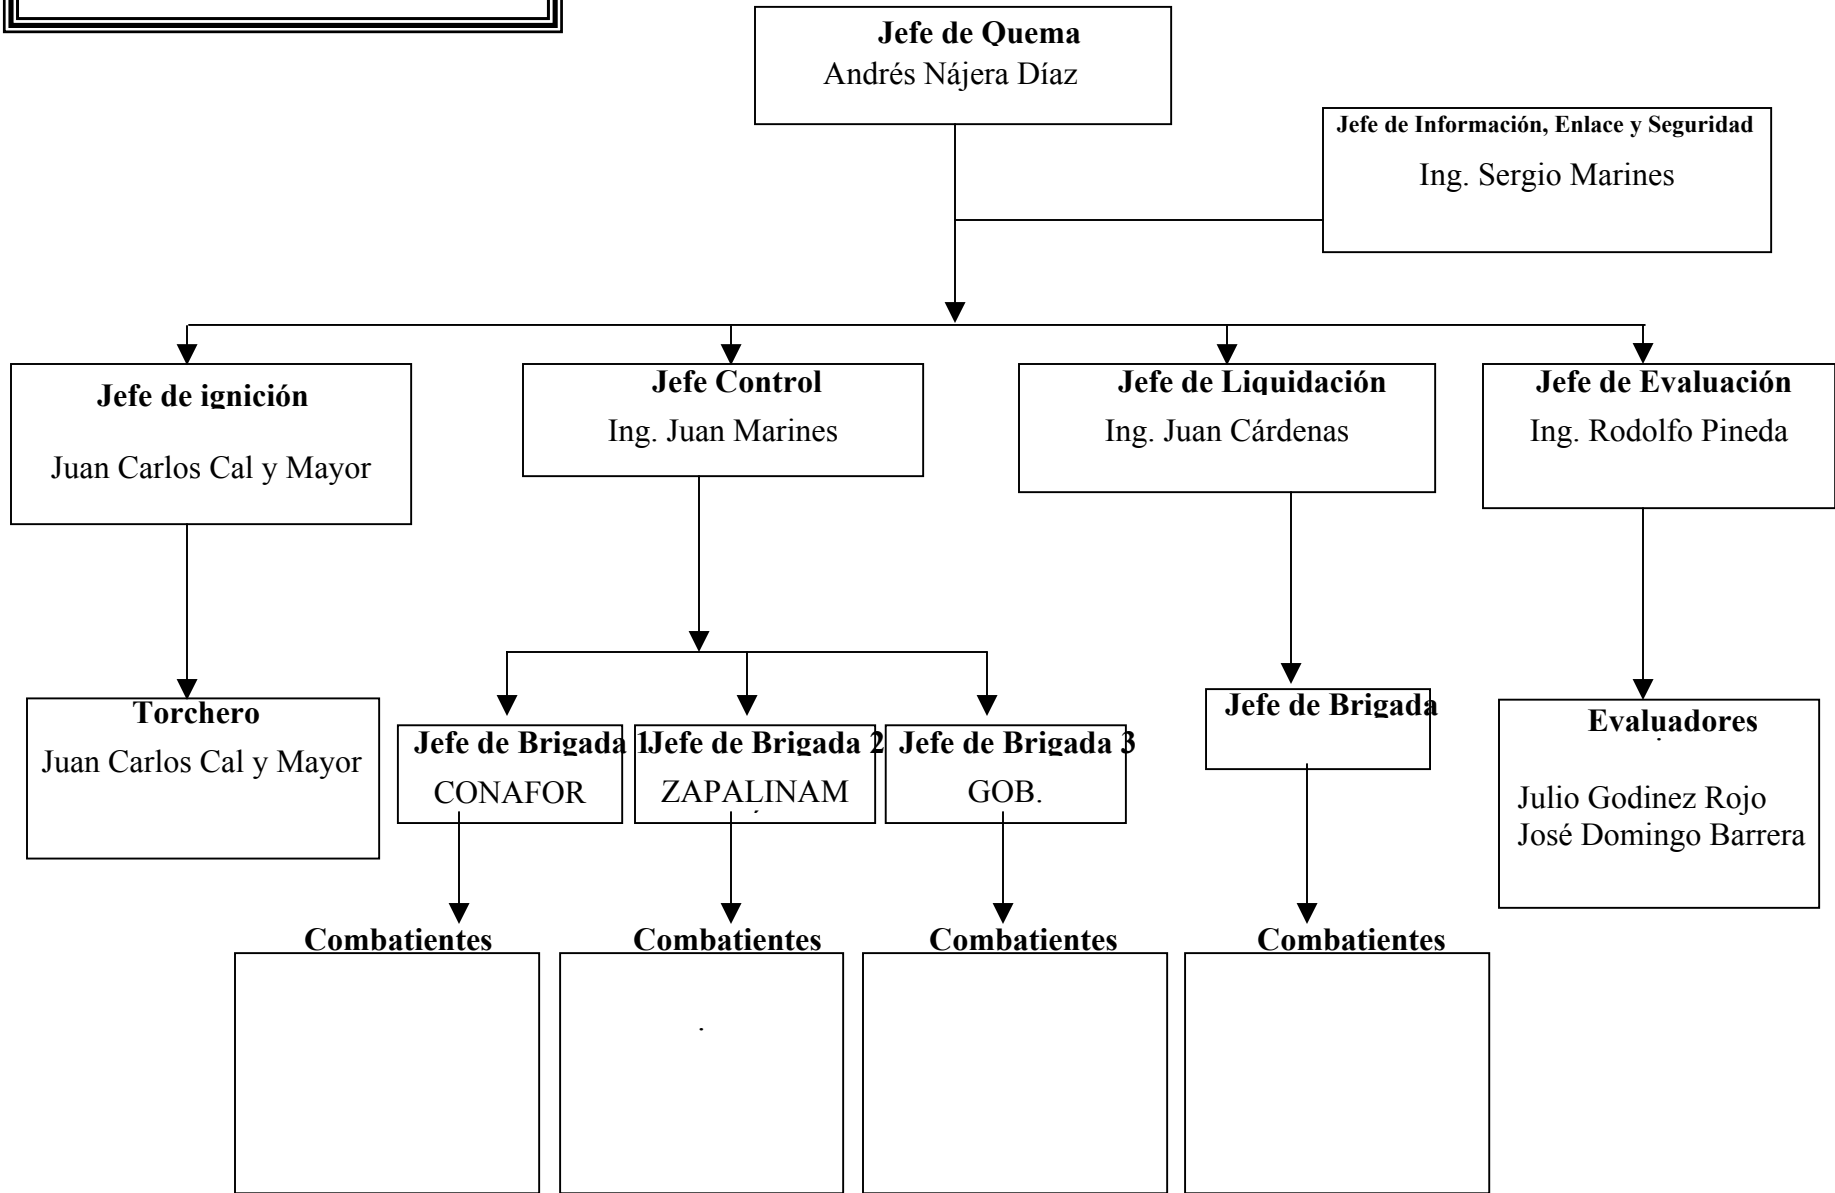 Jefe de Quema
Andrés Nájera Díaz
Jefe de Información, Enlace y Seguridad
Ing. Sergio Marines
Jefe de ignición
Juan Carlos Cal y Mayor
Jefe Control
Ing. Juan Marines
Jefe de Liquidación
Ing. Juan Cárdenas
Jefe de Evaluación
Ing. Rodolfo Pineda
Torchero
Juan Carlos Cal y Mayor
Jefe de Brigada 1
CONAFOR
Jefe de Brigada 2
ZAPALINAM
Jefe de Brigada 3
GOB.
Jefe de Brigada
Evaluadores
Julio Godinez Rojo
José Domingo Barrera
Combatientes
Combatientes
.
Combatientes
Combatientes